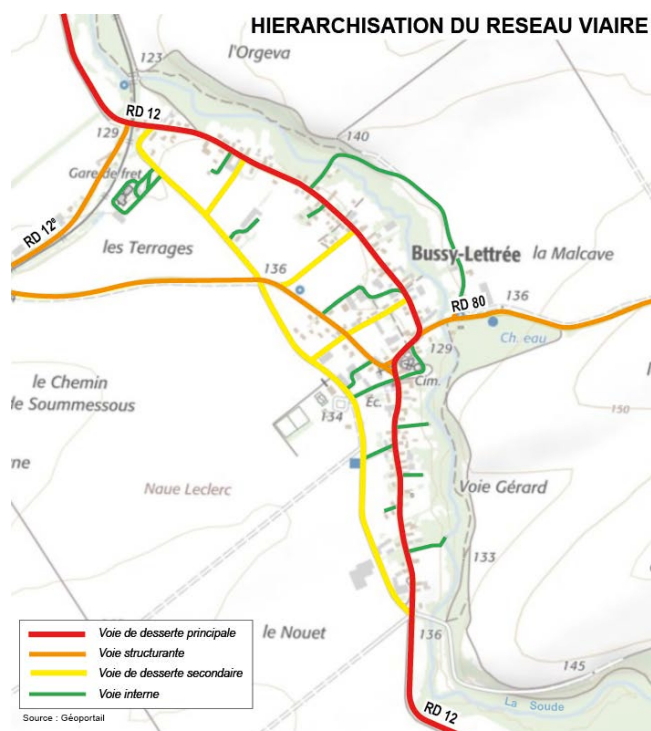 HIERARCHISATION DU RESEAU VIAIRE
l'Orgeva
123
RD 12
129
140
Gare de fret
RD 12e
les Terrages
136
Bussy-Lettrée
la Malcave
RD 80
136
129
le Chemin
de Soummessous
Cim.
Éc.
134
150
rne
Naue Leclerc
Voie Gérard
133
le Nouet
136
145
La Soude
RD 12
Voie de desserte principale
Voie structurante
Voie de desserte secondaire
Voie interne
Source : Géoportail